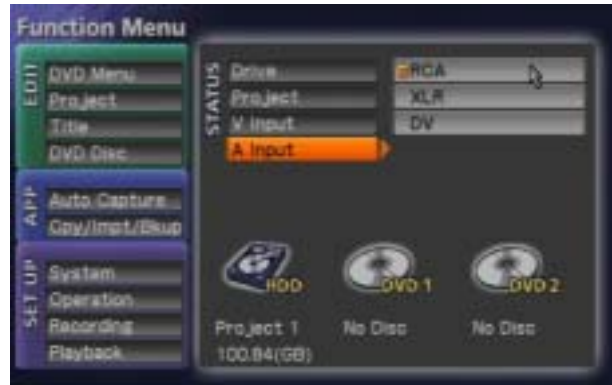 Function Menu
EDIT
DVD Menu
Project
Title
DVD Disc
APP
Auto Capture
Cpy/Impt/Bkup
SET UP
System
Operation
Recording
Playback
STATUS
Drive
Project
V Input
A Input
RCA
XLR
DV
HDD
DVD 1
DVD 2
Project 1
No Disc
No Disc
100.84(GB)